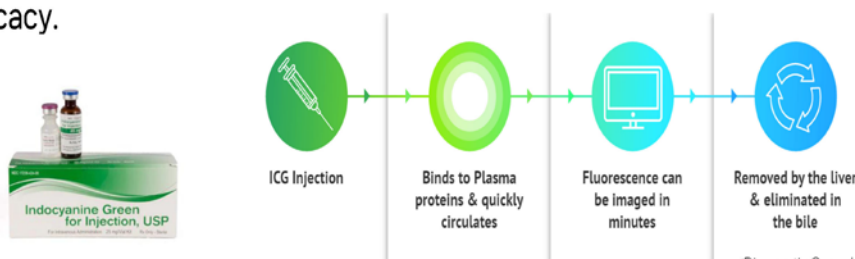 cacy.
Indocyanine Green
for Injection, USP
ICG Injection
Binds to Plasma
proteins & quickly
circulates
Fluorescence can
be imaged in
minutes
Removed by the liver
& eliminated in
the bile